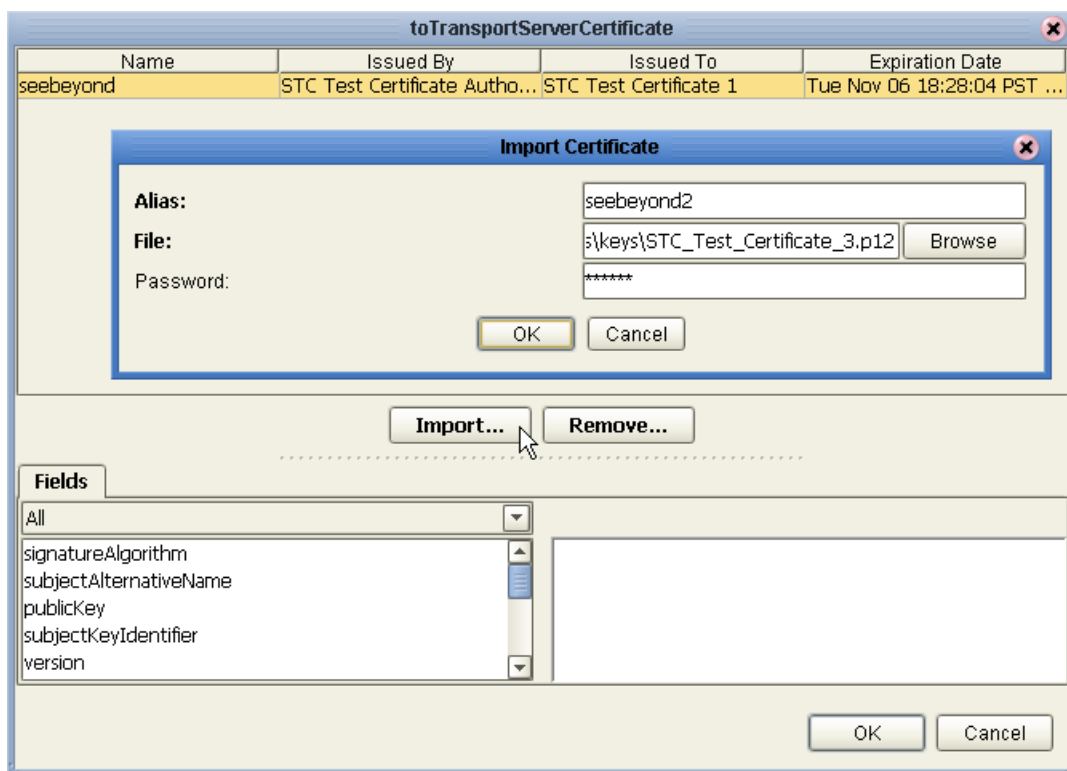 toTransportServerCertificate
Name Issued By Issued To Expiration Date
seebeyond STC Test Certificate Autho... STC Test Certificate 1 Tue Nov 06 18:28:04 PST ...
Import Certificate
Alias: seebeyond2
File: s\keys\STC_Test_Certificate_3.p12 Browse
Password: ******
OK Cancel
Import... Remove...
Fields
All
signatureAlgorithm
subjectAlternativeName
publicKey
subjectKeyIdentifier
version
OK Cancel